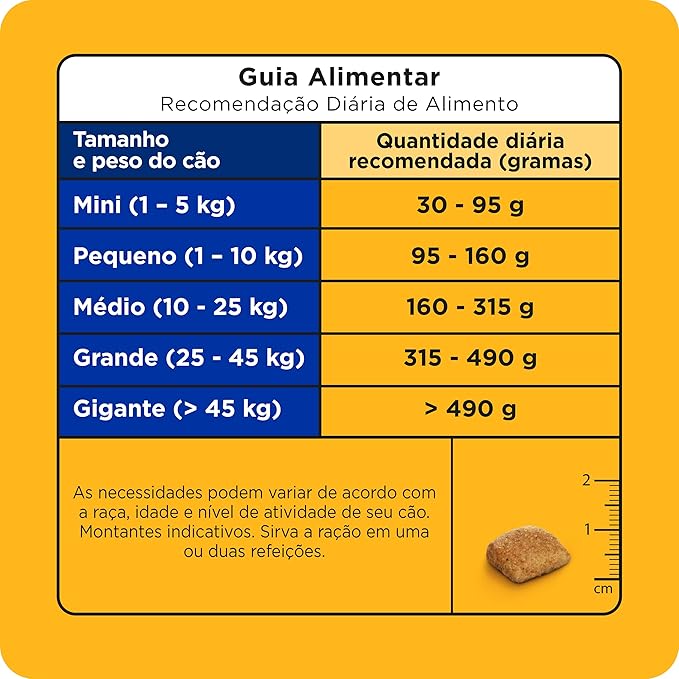 Guia Alimentar
Recomendação Diária de Alimento
Tamanho
e peso do cão
Quantidade diária
recomendada (gramas)
Mini (1 – 5 kg)
30 - 95 g
Pequeno (1 – 10 kg)
95 - 160 g
Médio (10 - 25 kg)
160 - 315 g
Grande (25 - 45 kg)
315 - 490 g
Gigante (> 45 kg)
> 490 g
As necessidades podem variar de acordo com
a raça, idade e nível de atividade de seu cão.
Montantes indicativos. Sirva a ração em uma
ou duas refeições.
2
1
cm